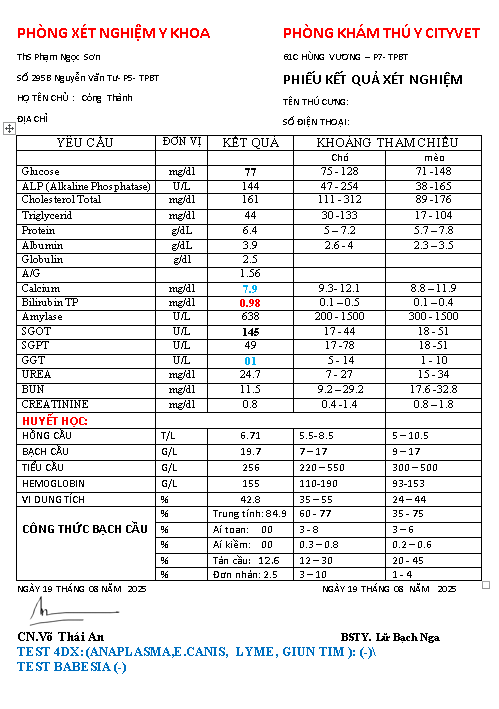 PHÒNG XÉT NGHIỆM Y KHOA PHÒNG KHÁM THÚ Y CITYVET
ThS Phạm Ngọc Sơn 61C HÙNG VƯƠNG – P7- TPBT
SỐ 295B Nguyễn Văn Tư- P5- TPBT PHIẾU KẾT QUẢ XÉT NGHIỆM
HỌ TÊN CHỦ : Công Thành TÊN THÚ CƯNG:
ĐỊA CHỈ SỐ ĐIỆN THOẠI:
YÊU CẦU ĐƠN VỊ KẾT QUẢ KHOẢNG THAM CHIẾU
Chó mèo
Glucose mg/dl 77 75 - 128 71 -148
ALP (Alkaline Phosphatase) U/L 144 47 - 254 38 -165
Cholesterol Total mg/dl 161 111 - 312 89 -176
Triglycerid mg/dl 44 30 -133 17 - 104
Protein g/dL 6.4 5 – 7.2 5.7 – 7.8
Albumin g/dL 3.9 2.6 - 4 2.3 – 3.5
Globulin g/dl 2.5
A/G 1.56
Calcium mg/dl 7.9 9.3- 12.1 8.8 – 11.9
Bilirubin TP mg/dl 0.98 0.1 – 0.5 0.1 – 0.4
Amylase U/L 638 200 - 1500 300 - 1500
SGOT U/L 145 17 - 44 18 - 51
SGPT U/L 49 17 -78 18 -51
GGT U/L 01 5 - 14 1 - 10
UREA mg/dl 24.7 7 - 27 15 - 34
BUN mg/dl 11.5 9.2 – 29.2 17.6 -32.8
CREATININE mg/dl 0.8 0.4 -1.4 0.8 – 1.8
HUYẾT HỌC:
HỒNG CẦU T/L 6.71 5.5- 8.5 5 – 10.5
BẠCH CẦU G/L 19.7 7 – 17 9 – 17
TIỂU CẦU G/L 256 220 – 550 300 – 500
HEMOGLOBIN G/L 155 110-190 93-153
VI DUNG TÍCH % 42.8 35 – 55 24 – 44
CÔNG THỨC BẠCH CẦU % Trung tính: 84.9 60 - 77 35 - 75
% Aí toan: 00 3 - 8 3 – 6
% Aí kiềm: 00 0.3 – 0.8 0.2 – 0.6
% Tân cầu: 12.6 12 – 30 20 - 45
% Đơn nhân: 2.5 3 – 10 1 - 4
NGÀY 19 THÁNG 08 NĂM 2025 NGÀY 19 THÁNG 08 NĂM 2025
CN.Võ Thái An BSTY. Lữ Bạch Nga
TEST 4DX: (ANAPLASMA,E.CANIS, LYME, GIUN TIM ): (-)\
TEST BABESIA (-)